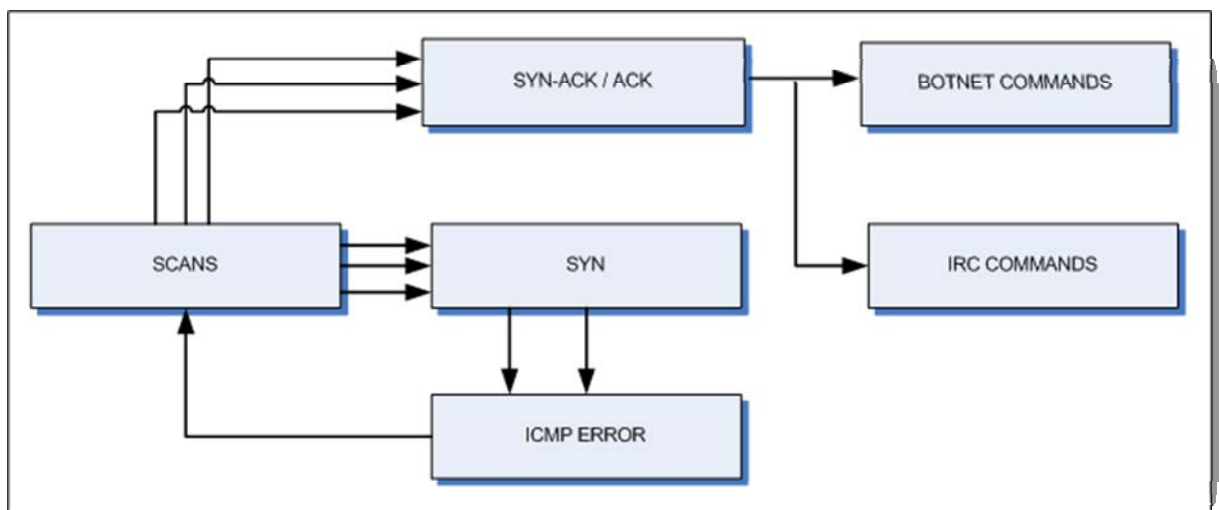 SYN-ACK / ACK
BOTNET COMMANDS
SCANS
SYN
IRC COMMANDS
ICMP ERROR